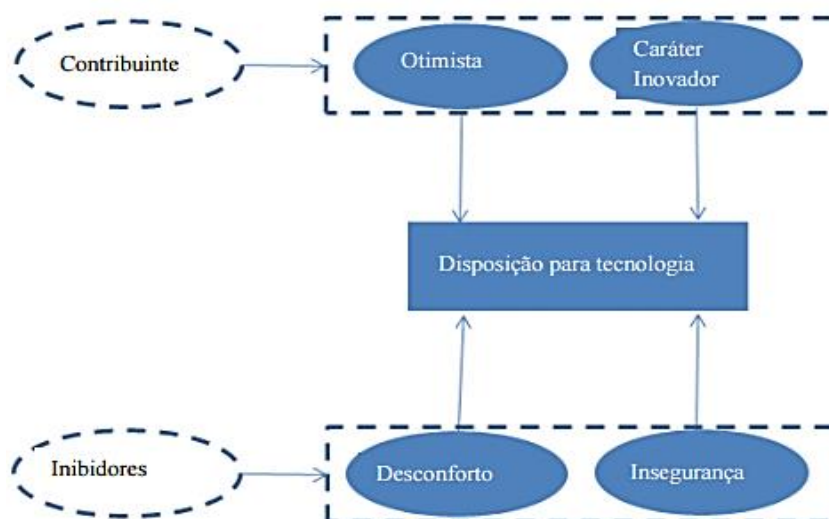 Contribuinte
Otimista
Caráter
Inovador
Disposição para tecnologia
Inibidores
Desconforto
Insegurança